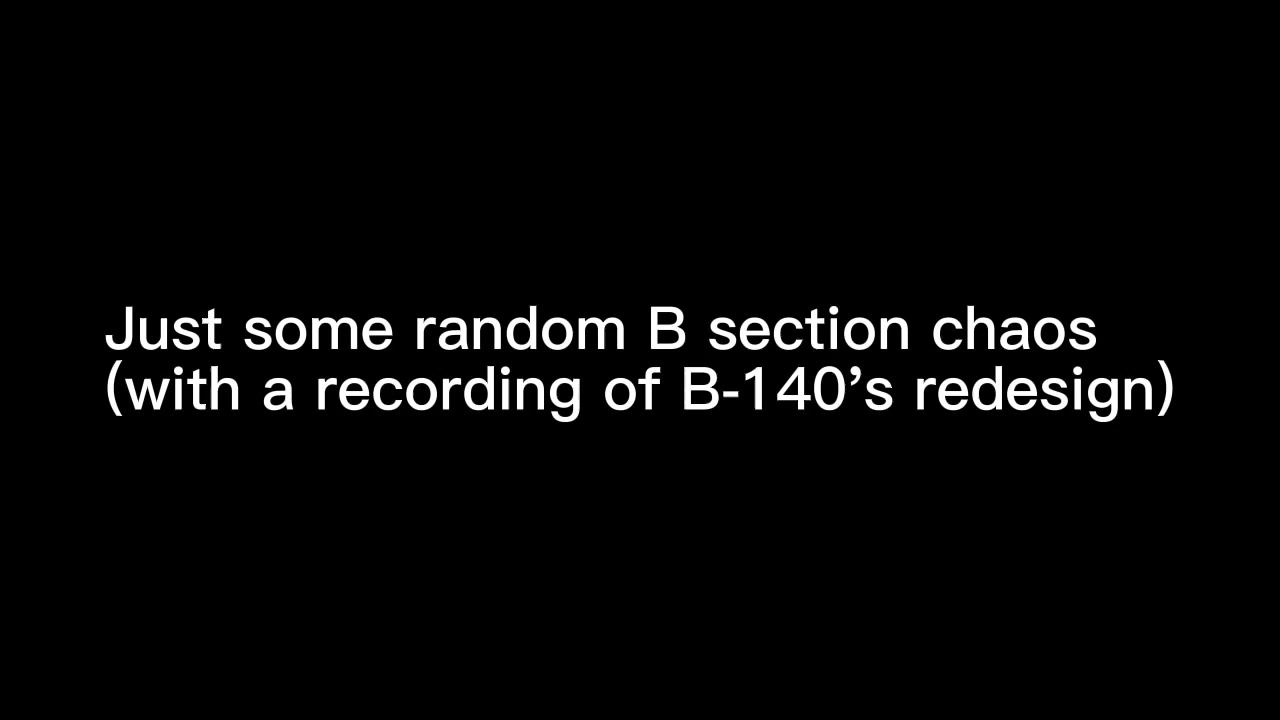 Just some random B section chaos
(with a recording of B-140’s redesign)